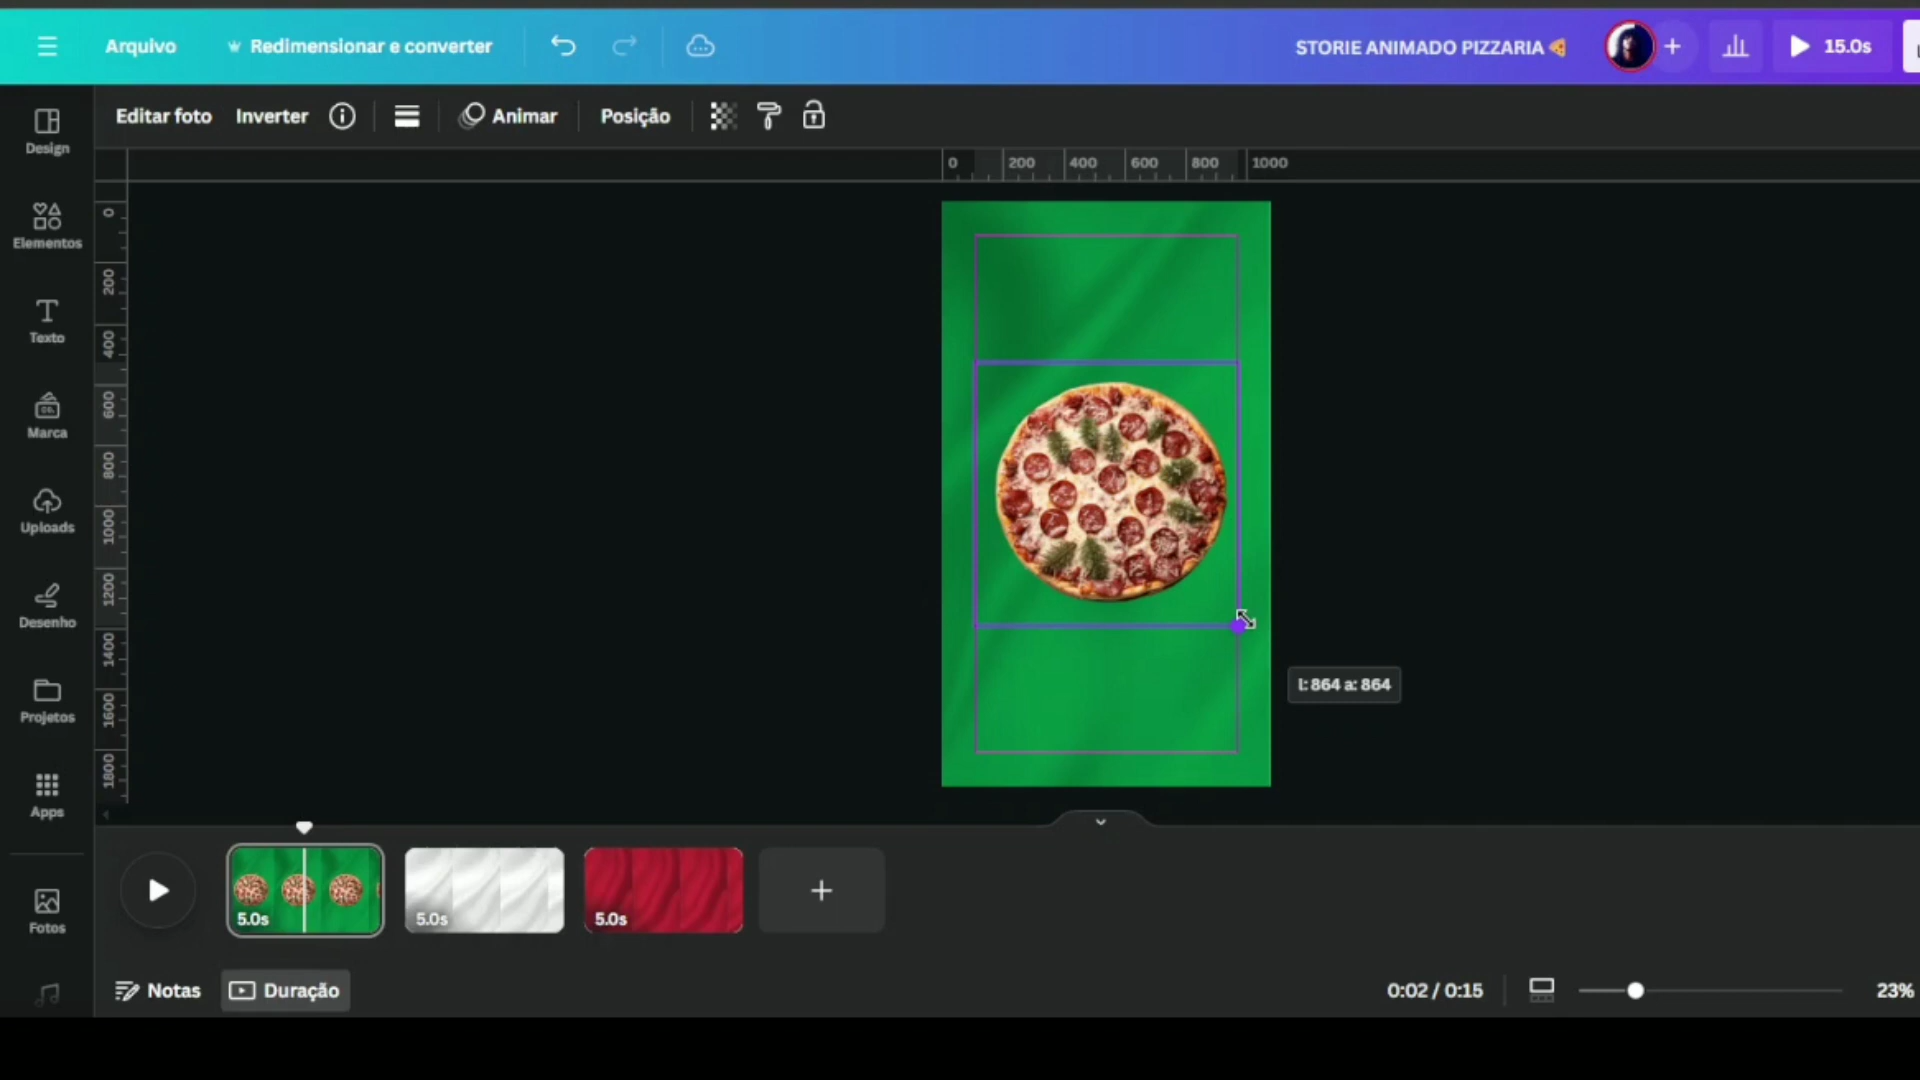 Arquivo
Redimensionar e converter
STORIE ANIMADO PIZZARIA🍕
15.0s
Editar foto
Inverter
Animar
Posição
Design
Elementos
Texto
Marca
Uploads
Desenho
Projetos
Apps
Fotos
0 200 400 600 800 1000
0
200
400
600
800
1000
1200
1400
1600
1800
l: 864 a: 864
5.0s
5.0s
5.0s
Notas
Duração
0:02 / 0:15
23%